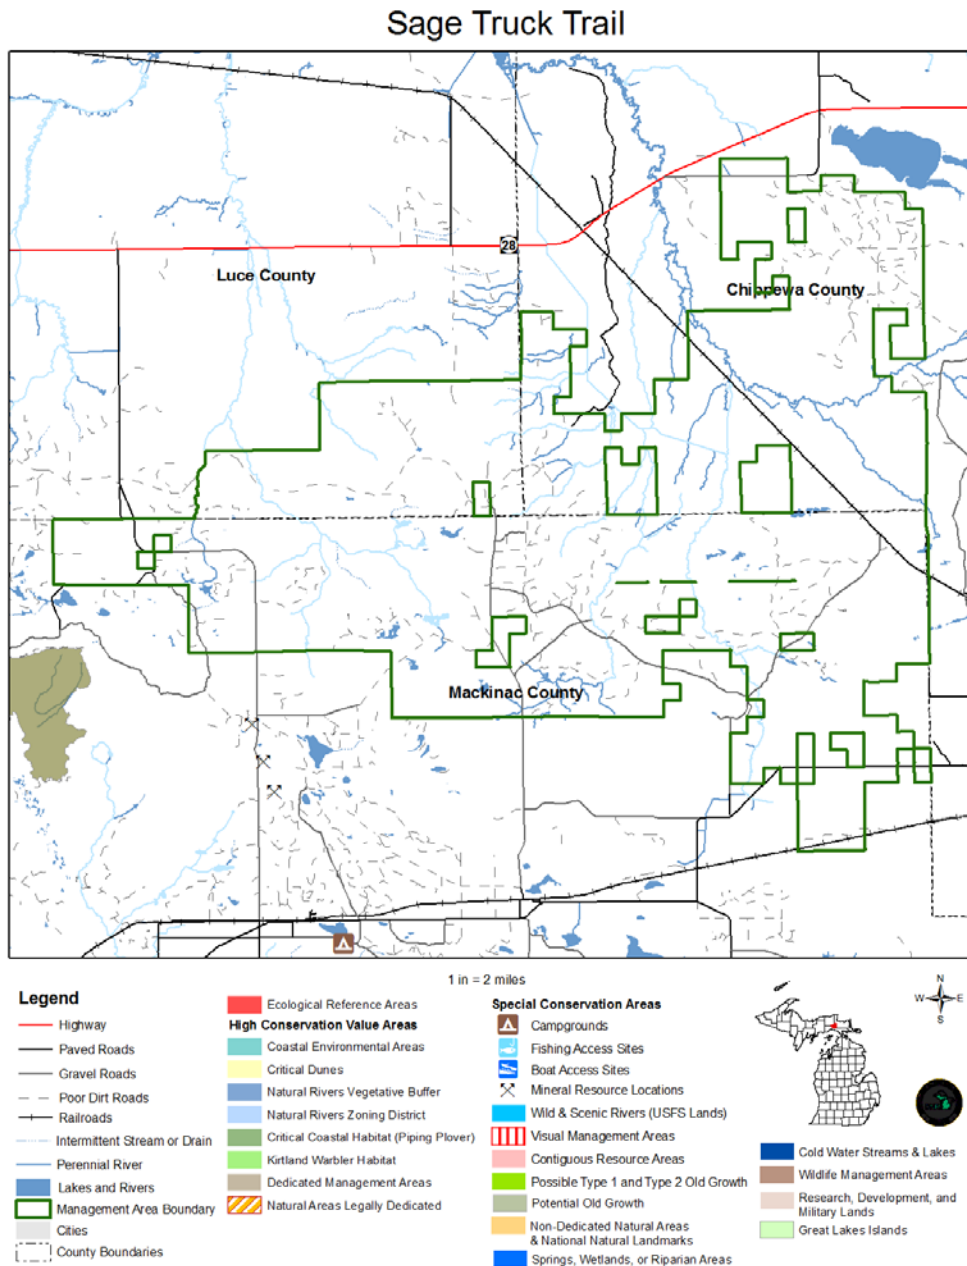 Sage Truck Trail
28
Luce County
Chippewa County
Mackinac County
1 in = 2 miles
Legend
Highway
Paved Roads
Gravel Roads
Poor Dirt Roads
Railroads
Intermittent Stream or Drain
Perennial River
Lakes and Rivers
Management Area Boundary
Cities
County Boundaries
Ecological Reference Areas
High Conservation Value Areas
Coastal Environmental Areas
Critical Dunes
Natural Rivers Vegetative Buffer
Natural Rivers Zoning District
Critical Coastal Habitat (Piping Plover)
Kirtland Warbler Habitat
Dedicated Management Areas
Natural Areas Legally Dedicated
Special Conservation Areas
Campgrounds
Fishing Access Sites
Boat Access Sites
Mineral Resource Locations
Wild & Scenic Rivers (USFS Lands)
Visual Management Areas
Contiguous Resource Areas
Possible Type 1 and Type 2 Old Growth
Potential Old Growth
Non-Dedicated Natural Areas
& National Natural Landmarks
Springs, Wetlands, or Riparian Areas
N
W E
S
Cold Water Streams & Lakes
Wildlife Management Areas
Research, Development, and
Military Lands
Great Lakes Islands